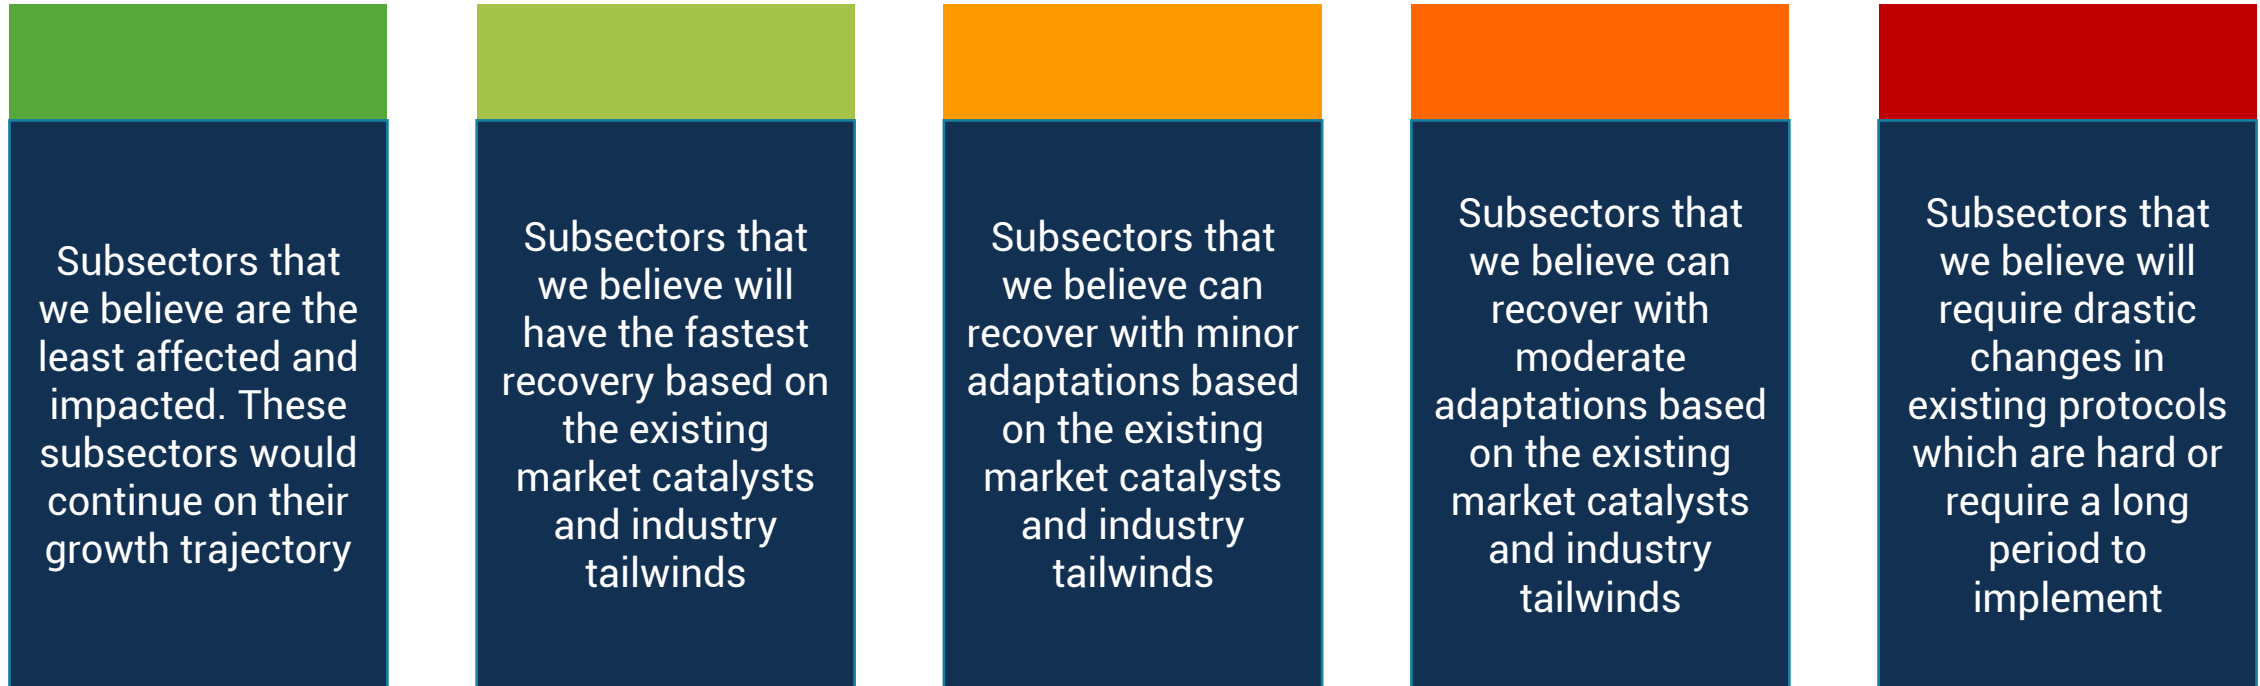 Subsectors that
we believe are the
least affected and
impacted. These
subsectors would
continue on their
growth trajectory
Subsectors that
we believe will
have the fastest
recovery based on
the existing
market catalysts
and industry
tailwinds
Subsectors that
we believe can
recover with minor
adaptations based
on the existing
market catalysts
and industry
tailwinds
Subsectors that
we believe can
recover with
moderate
adaptations based
on the existing
market catalysts
and industry
tailwinds
Subsectors that
we believe will
require drastic
changes in
existing protocols
which are hard or
require a long
period to
implement